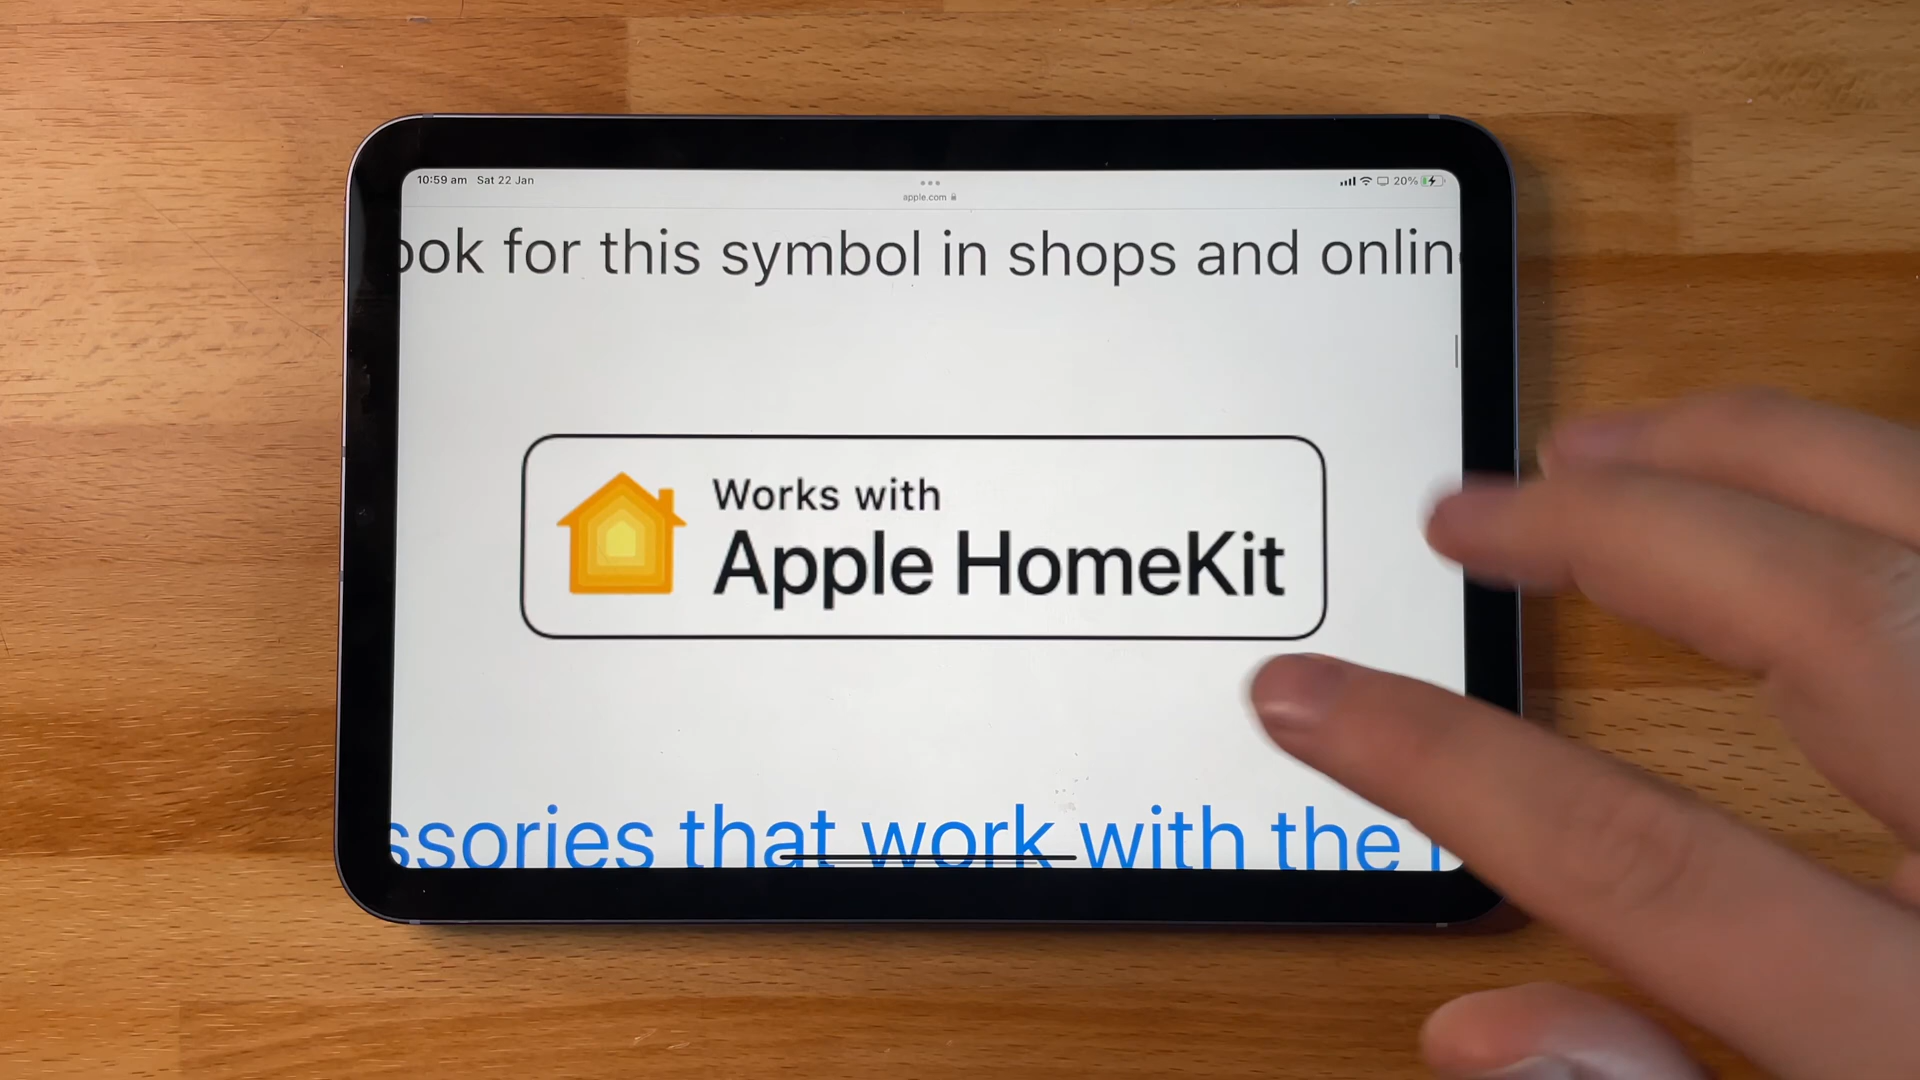 10:59 am Sat 22 Jan
20%
apple.com
ook for this symbol in shops and onlin
Works with
Apple HomeKit
ssories that work with the